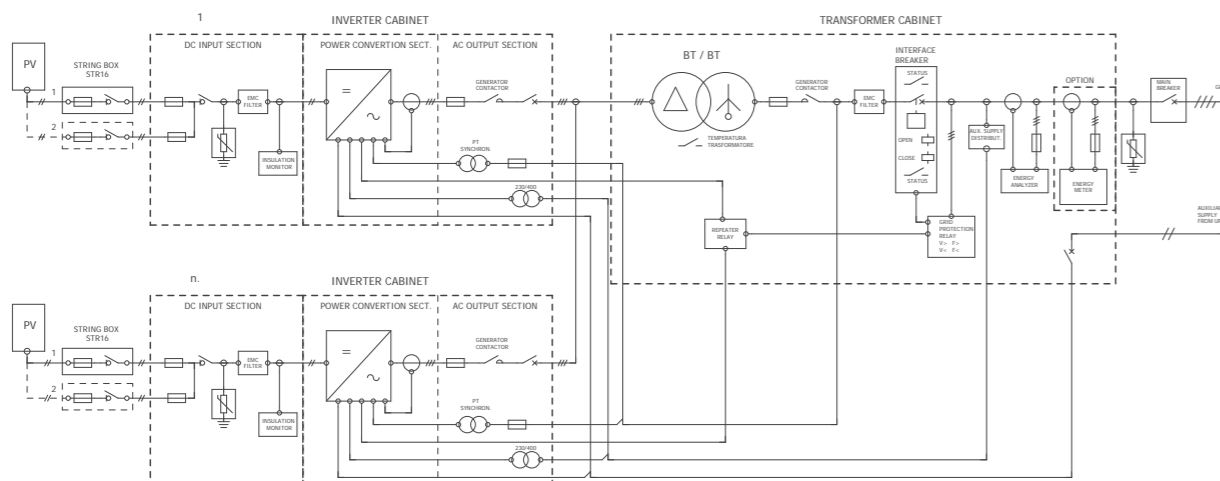 1
INVERTER CABINET
TRANSFORMER CABINET
DC INPUT SECTION
POWER CONVERTION SECT.
AC OUTPUT SECTION
PV
STRING BOX
STR16
1
2
EMC
FILTER
INSULATION
MONITOR
=
~
GENERATOR
CONTACTOR
PT
SYNCHRON.
230/400
BT / BT
TEMPERATURA
TRASFORMATORE
GENERATOR
CONTACTOR
EMC
FILTER
INTERFACE
BREAKER
STATUS
OPEN
CLOSE
STATUS
AUX. SUPPLY
DISTRIBUT.
ENERGY
ANALYZER
OPTION
ENERGY
METER
MAIN
BREAKER
REPEATER
RELAY
GRID
PROTECTION
RELAY
V> F>
V< F<
SUPPLY
n.
INVERTER CABINET
DC INPUT SECTION
POWER CONVERTION SECT.
AC OUTPUT SECTION
PV
STRING BOX
STR16
1
2
EMC
FILTER
INSULATION
MONITOR
=
~
GENERATOR
CONTACTOR
PT
SYNCHRON.
230/400